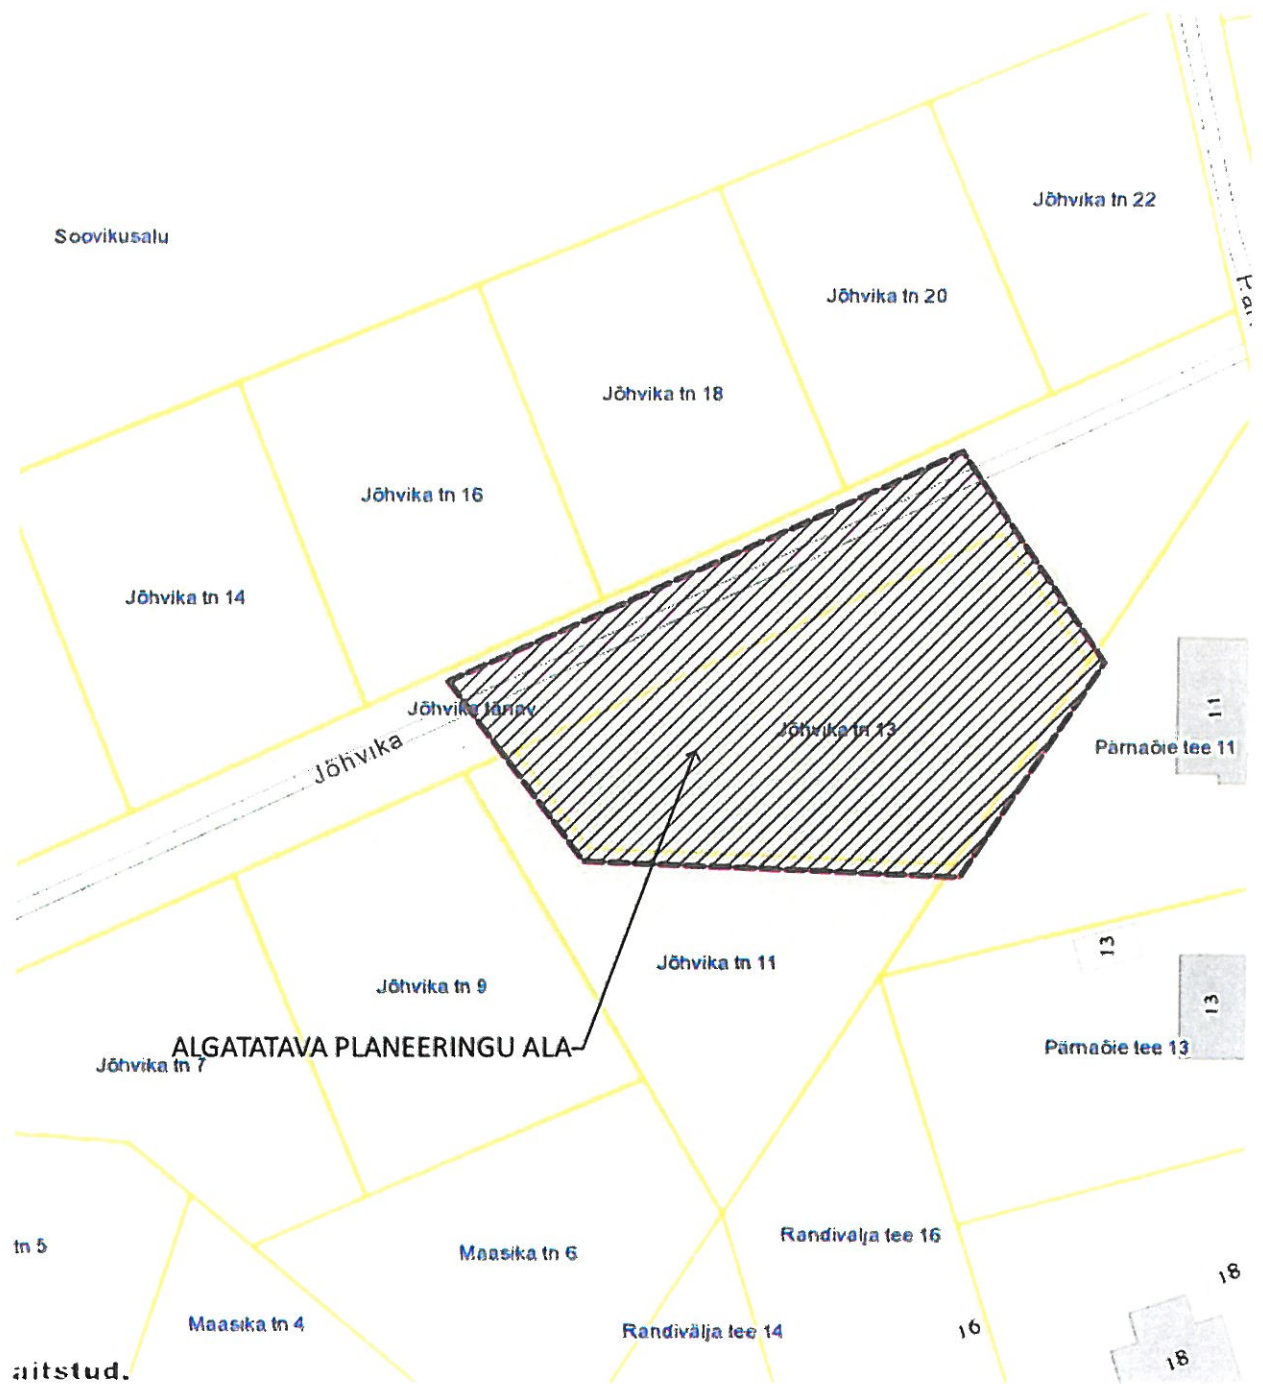 Jõhvika tn 22
Soovikusalu
Jõhvika tn 20
Jõhvika tn 18
Jõhvika tn 16
Jõhvika tn 14
Jõhvika tänav
Jõhvika
Jõhvika tn 13
11
Pärnaõie tee 11
13
Jõhvika tn 11
Jõhvika tn 9
13
ALGATATAVA PLANEERINGU ALA
Jõhvika tn 7
Pärnaõie tee 13
tn 5
Maasika tn 6
Randivälja tee 16
18
Maasika tn 4
Randivälja tee 14
16
18
aitstud.